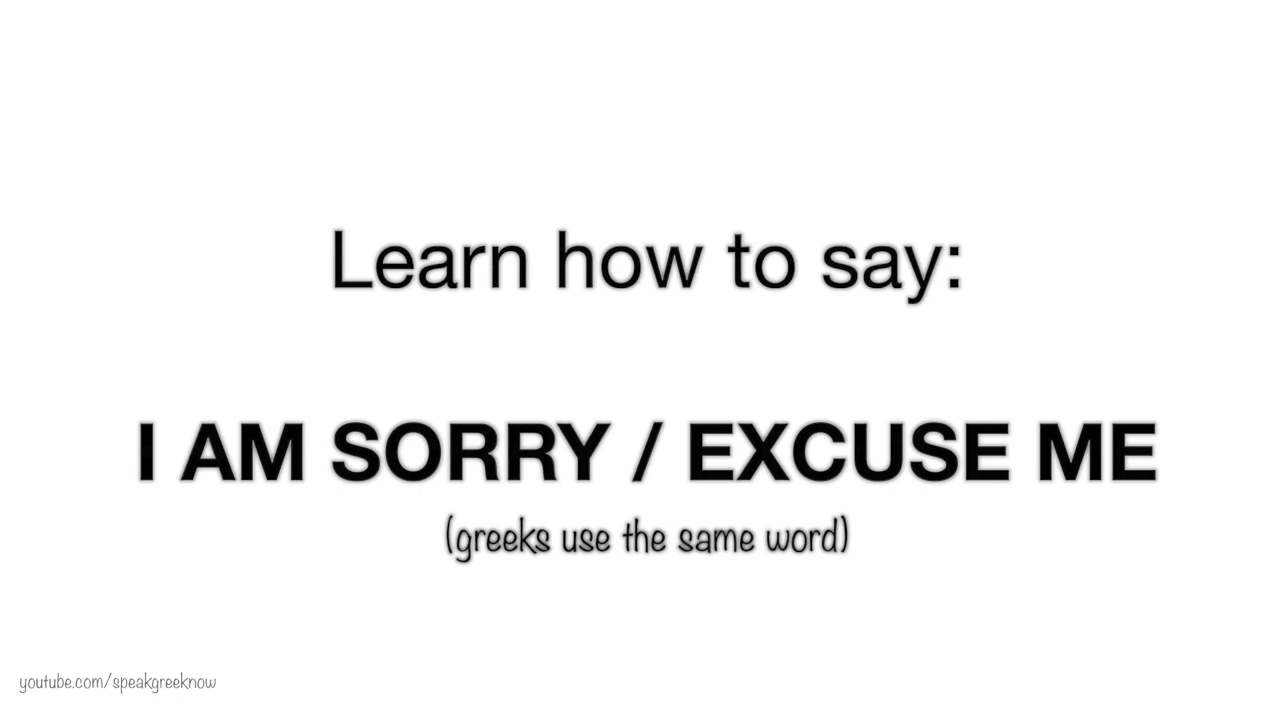 Learn how to say:
I AM SORRY / EXCUSE ME
(greeks use the same word)
youtube.com/speakgreeknow